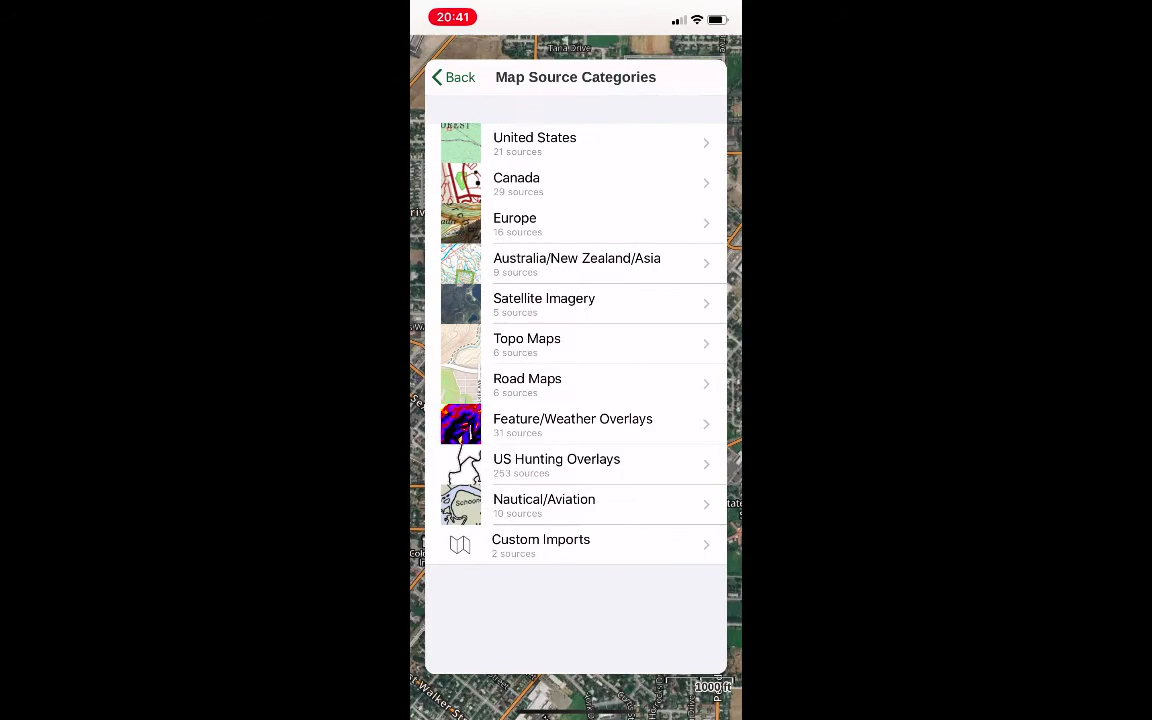 20:41
Tana Drive
Back
Map Source Categories
United States
21 sources
Canada
29 sources
Europe
16 sources
Australia/New Zealand/Asia
9 sources
Satellite Imagery
5 sources
Topo Maps
6 sources
Road Maps
6 sources
Feature/Weather Overlays
31 sources
US Hunting Overlays
253 sources
Nautical/Aviation
10 sources
Custom Imports
2 sources
1000 ft